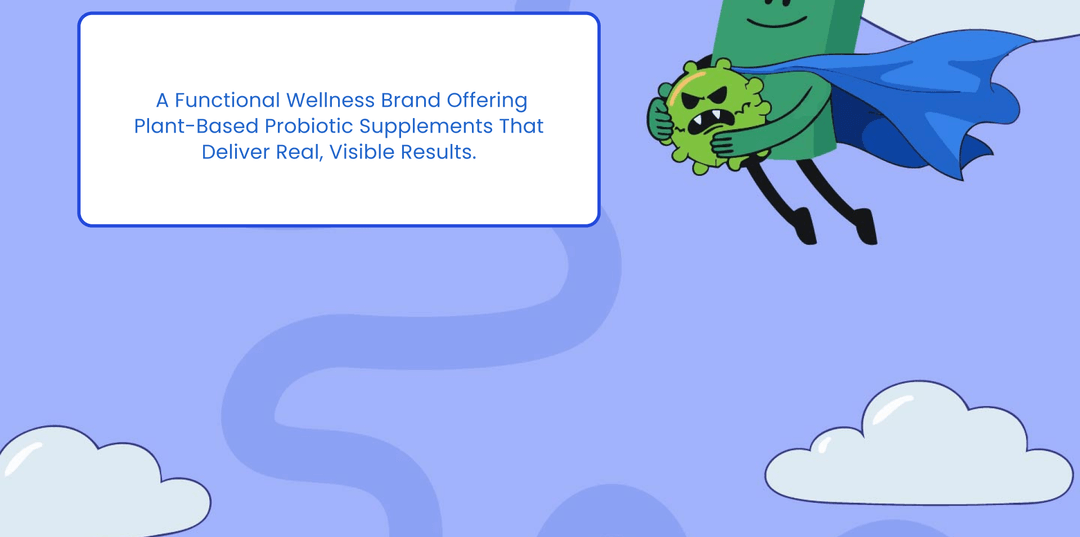 A Functional Wellness Brand Offering
Plant-Based Probiotic Supplements That
Deliver Real, Visible Results.